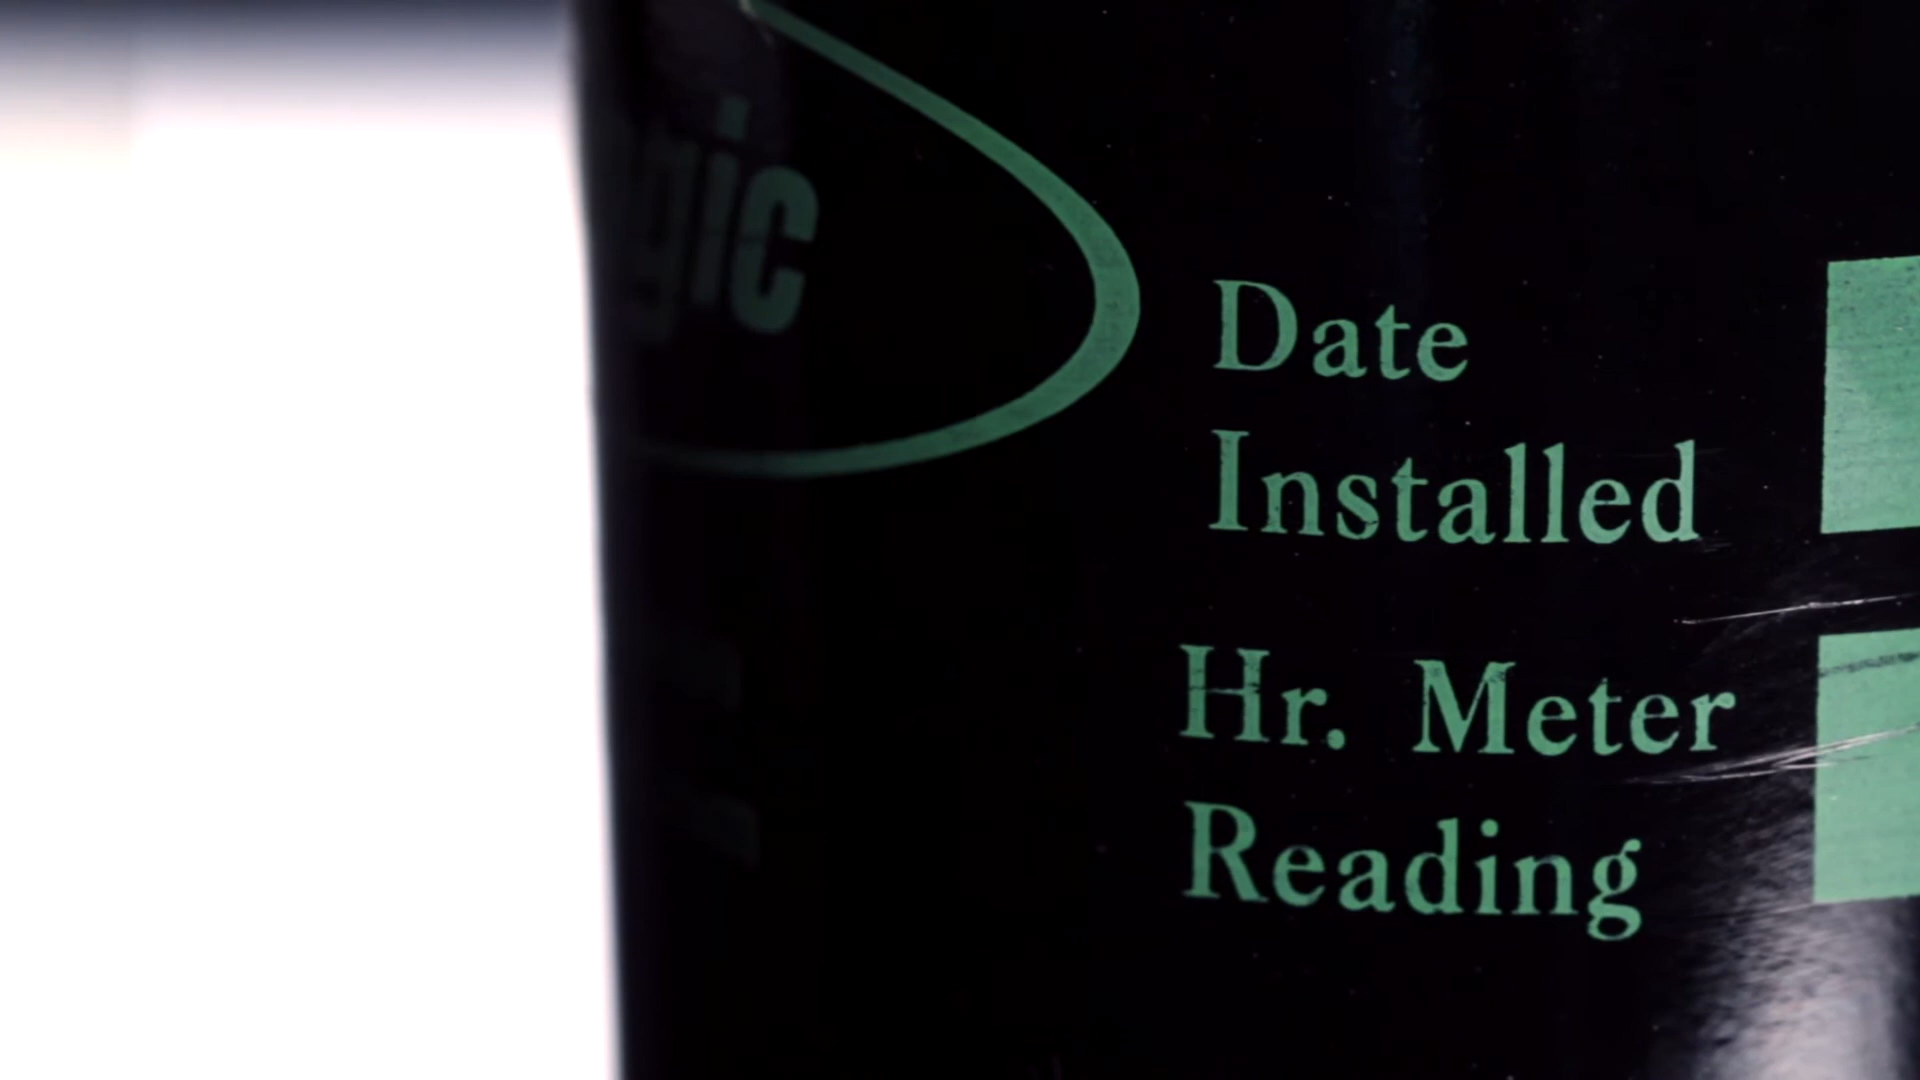 gic
Date
Installed
Hr. Meter
Reading